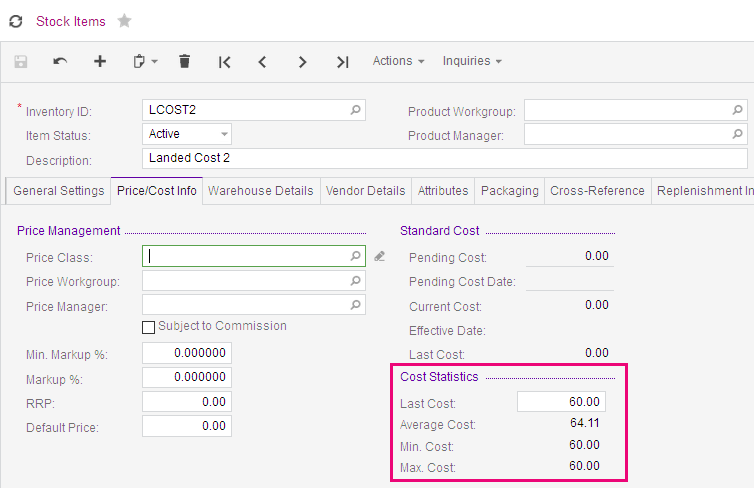 Stock Items
Actions Inquiries
* Inventory ID: LCOST2 Product Workgroup:
Item Status: Active Product Manager:
Description: Landed Cost 2
General Settings Price/Cost Info Warehouse Details Vendor Details Attributes Packaging Cross-Reference Replenishment In
Price Management Standard Cost
Price Class: Pending Cost: 0.00
Price Workgroup: Pending Cost Date:
Price Manager: Current Cost: 0.00
Subject to Commission Effective Date:
Min. Markup %: 0.000000 Last Cost: 0.00
Markup %: 0.000000 Cost Statistics
RRP: 0.00 Last Cost: 60.00
Default Price: 0.00 Average Cost: 64.11
Min. Cost: 60.00
Max. Cost: 60.00